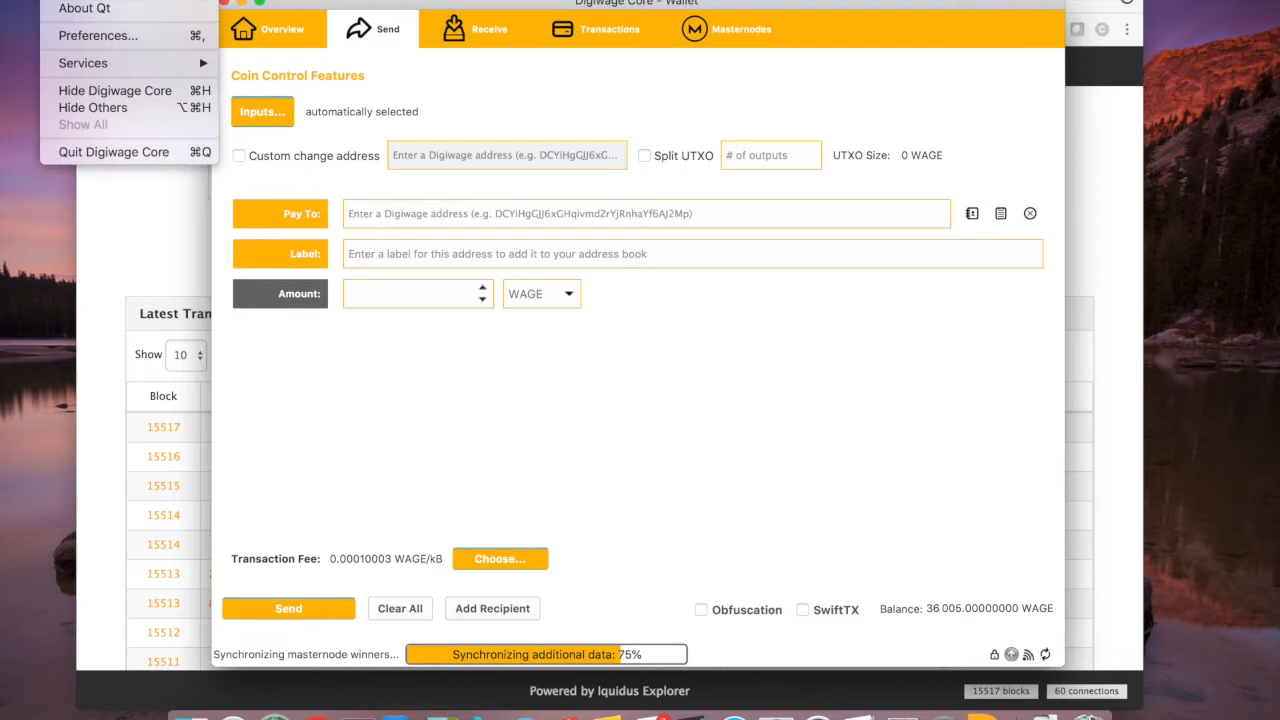 Digiwage Core - Wallet
About Qt
Preferences... ⌘,
Services ▶
Hide Digiwage Core ⌘H
Hide Others ⌥⌘H
Show All
Quit Digiwage Core ⌘Q
Overview
Send
Receive
Transactions
M Masternodes
Coin Control Features
Inputs... automatically selected
Custom change address Enter a Digiwage address (e.g. DCYiHgGJJ6xG... Split UTXO # of outputs UTXO Size: 0 WAGE
Pay To: Enter a Digiwage address (e.g. DCYiHgGJJ6xGHqivmdZrYjRnhaYf6AJ2Mp)
Label: Enter a label for this address to add it to your address book
Amount: WAGE
Transaction Fee: 0.00010003 WAGE/kB Choose...
Send Clear All Add Recipient Obfuscation SwiftTX Balance: 36 005.00000000 WAGE
Synchronizing masternode winners... Synchronizing additional data: 75%
Latest Tran
Show 10
Block
15517
15516
15515
15514
15514
15513
15513
15512
15511
Powered by Iquidus Explorer
15517 blocks 60 connections